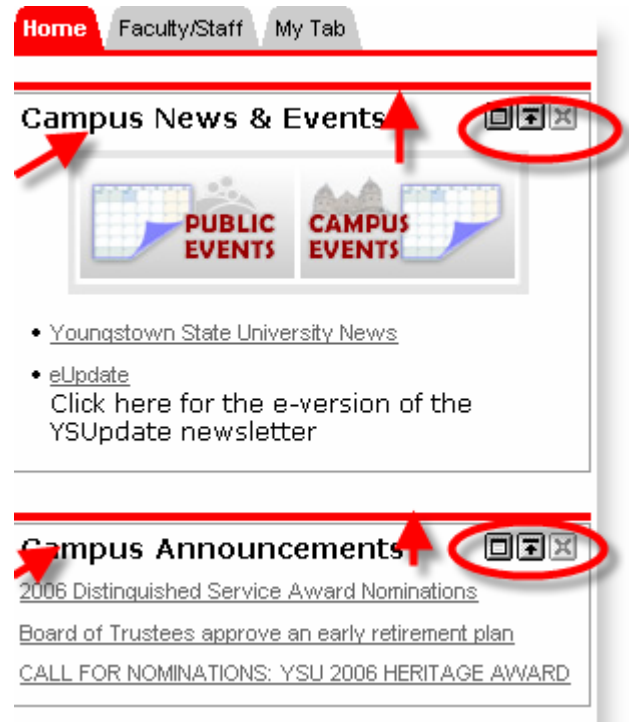 Home Faculty/Staff My Tab
Campus News & Events
PUBLIC EVENTS
CAMPUS EVENTS
• Youngstown State University News
• eUpdate
Click here for the e-version of the
YSUpdate newsletter
Campus Announcements
2006 Distinguished Service Award Nominations
Board of Trustees approve an early retirement plan
CALL FOR NOMINATIONS: YSU 2006 HERITAGE AWARD